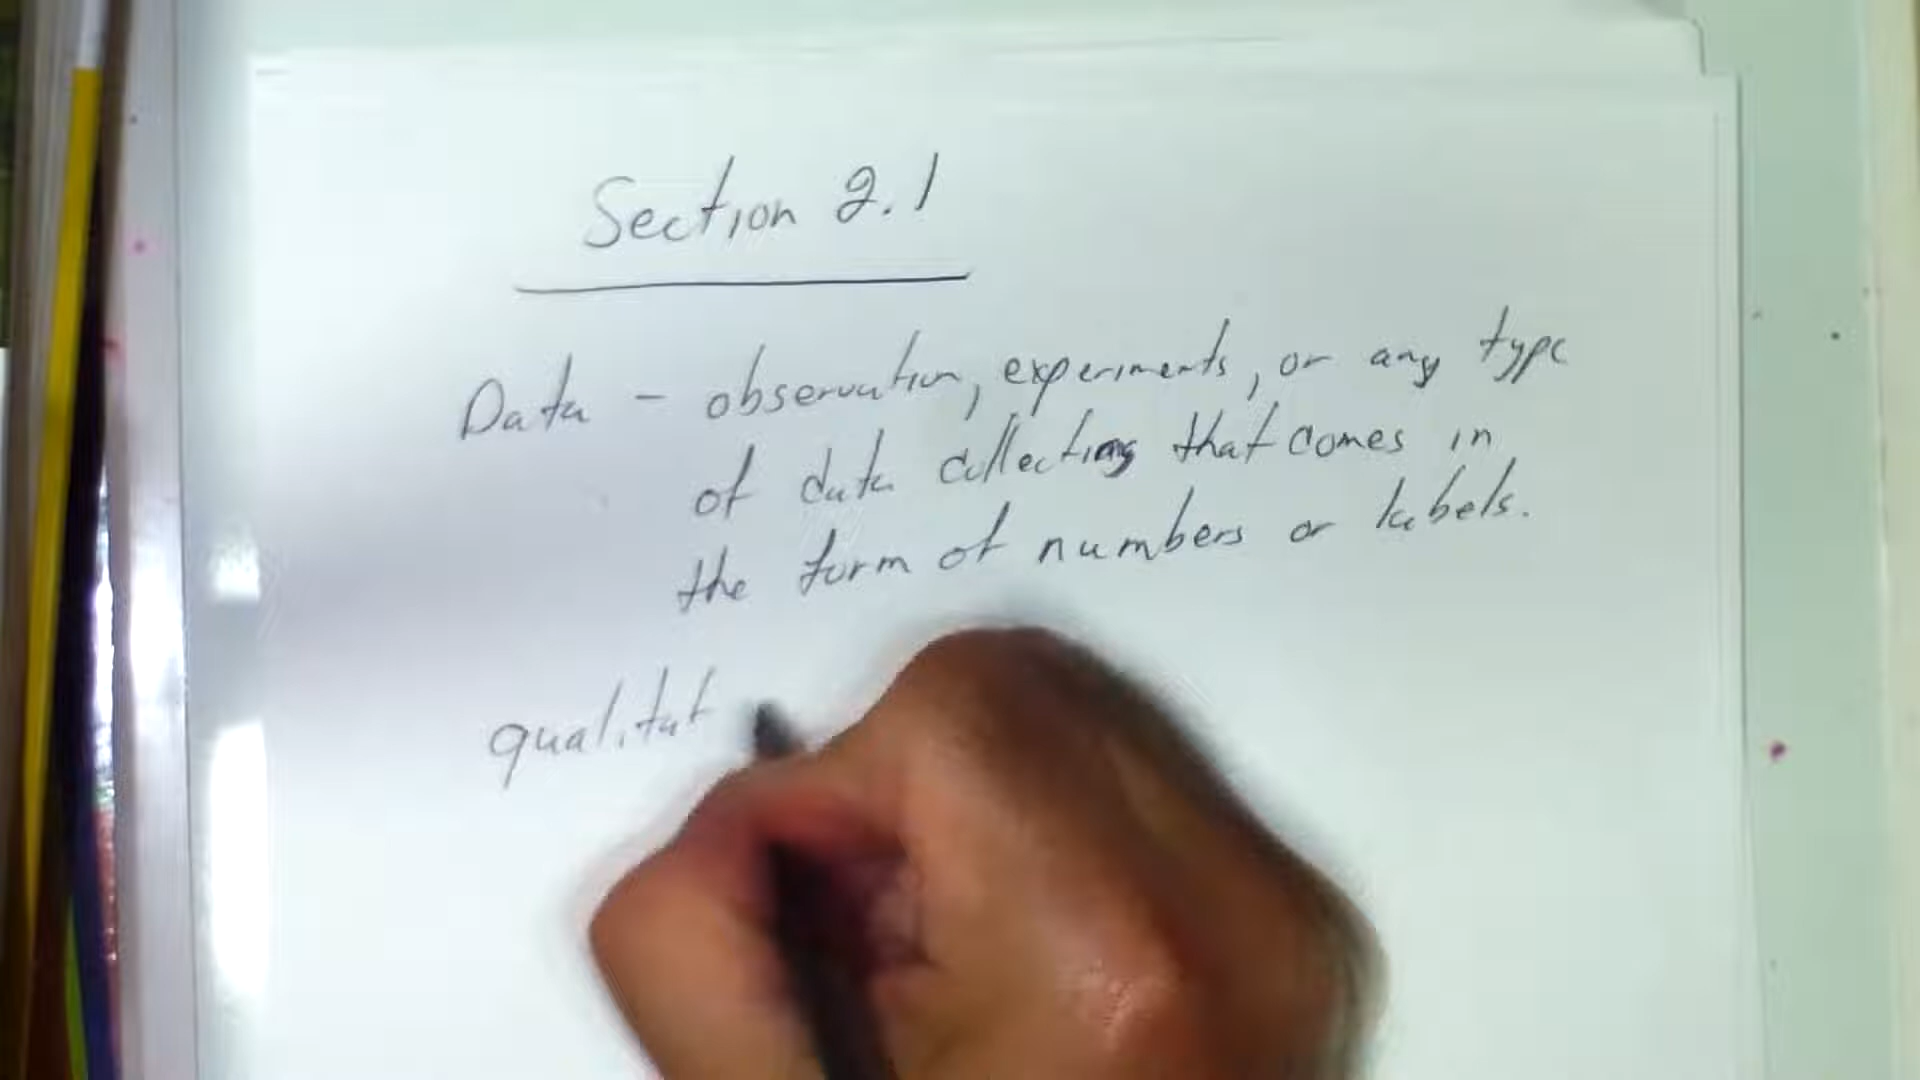 Section 2.1
Data - observation, experiments, or any type
of data collecting that comes in
the form of numbers or labels.
qualitat